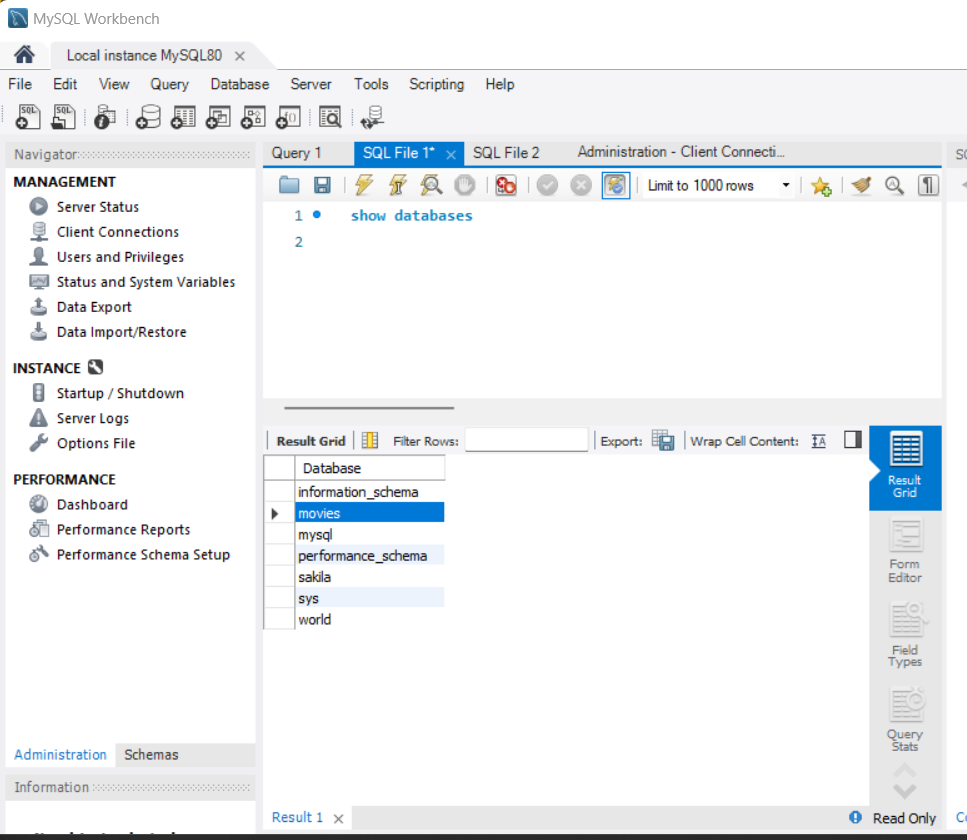 MySQL Workbench
Local instance MySQL80
File Edit View Query Database Server Tools Scripting Help
Navigator
MANAGEMENT
Server Status
Client Connections
Users and Privileges
Status and System Variables
Data Export
Data Import/Restore
INSTANCE
Startup / Shutdown
Server Logs
Options File
PERFORMANCE
Dashboard
Performance Reports
Performance Schema Setup
Administration Schemas
Information
Query 1 SQL File 1* SQL File 2 Administration - Client Connecti...
Limit to 1000 rows
1 show databases
2
Result Grid Filter Rows: Export: Wrap Cell Content:
Database
information_schema
movies
mysql
performance_schema
sakila
sys
world
Result
Grid
Form
Editor
Field
Types
Query
Stats
Result 1 Read Only